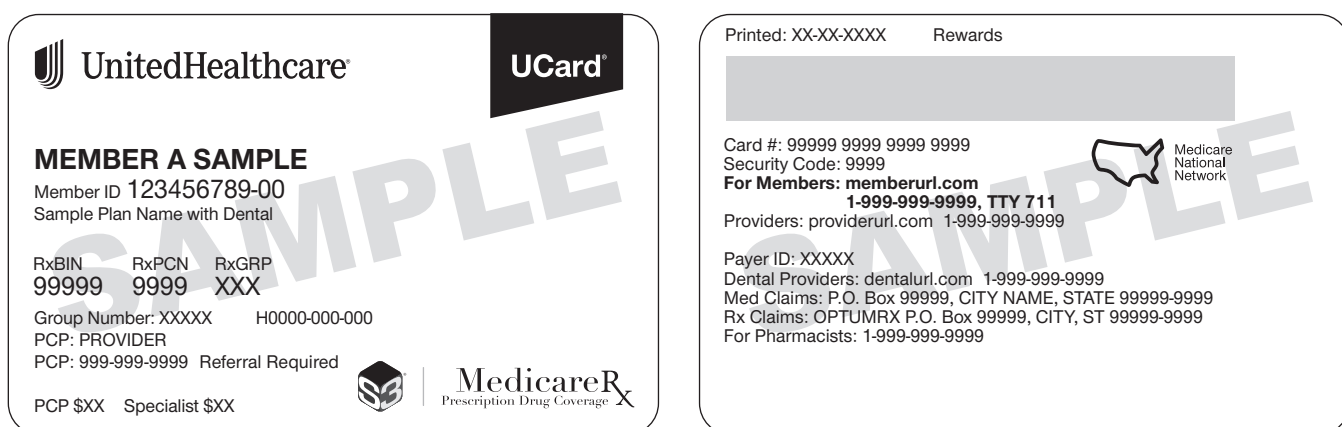 UnitedHealthcare®
UCard®
SAMPLE
MEMBER A SAMPLE
Member ID 123456789-00
Sample Plan Name with Dental
RxBIN RxPCN RxGRP
99999 9999 XXX
Group Number: XXXXX H0000-000-000
PCP: PROVIDER
PCP: 999-999-9999 Referral Required
PCP $XX Specialist $XX
S3
MedicareRx
Prescription Drug Coverage
Printed: XX-XX-XXXX Rewards
SAMPLE
Card #: 99999 9999 9999 9999
Security Code: 9999
For Members: memberurl.com
1-999-999-9999, TTY 711
Providers: providerurl.com 1-999-999-9999
Medicare
National
Network
Payer ID: XXXXX
Dental Providers: dentalurl.com 1-999-999-9999
Med Claims: P.O. Box 99999, CITY NAME, STATE 99999-9999
Rx Claims: OPTUMRX P.O. Box 99999, CITY, ST 99999-9999
For Pharmacists: 1-999-999-9999